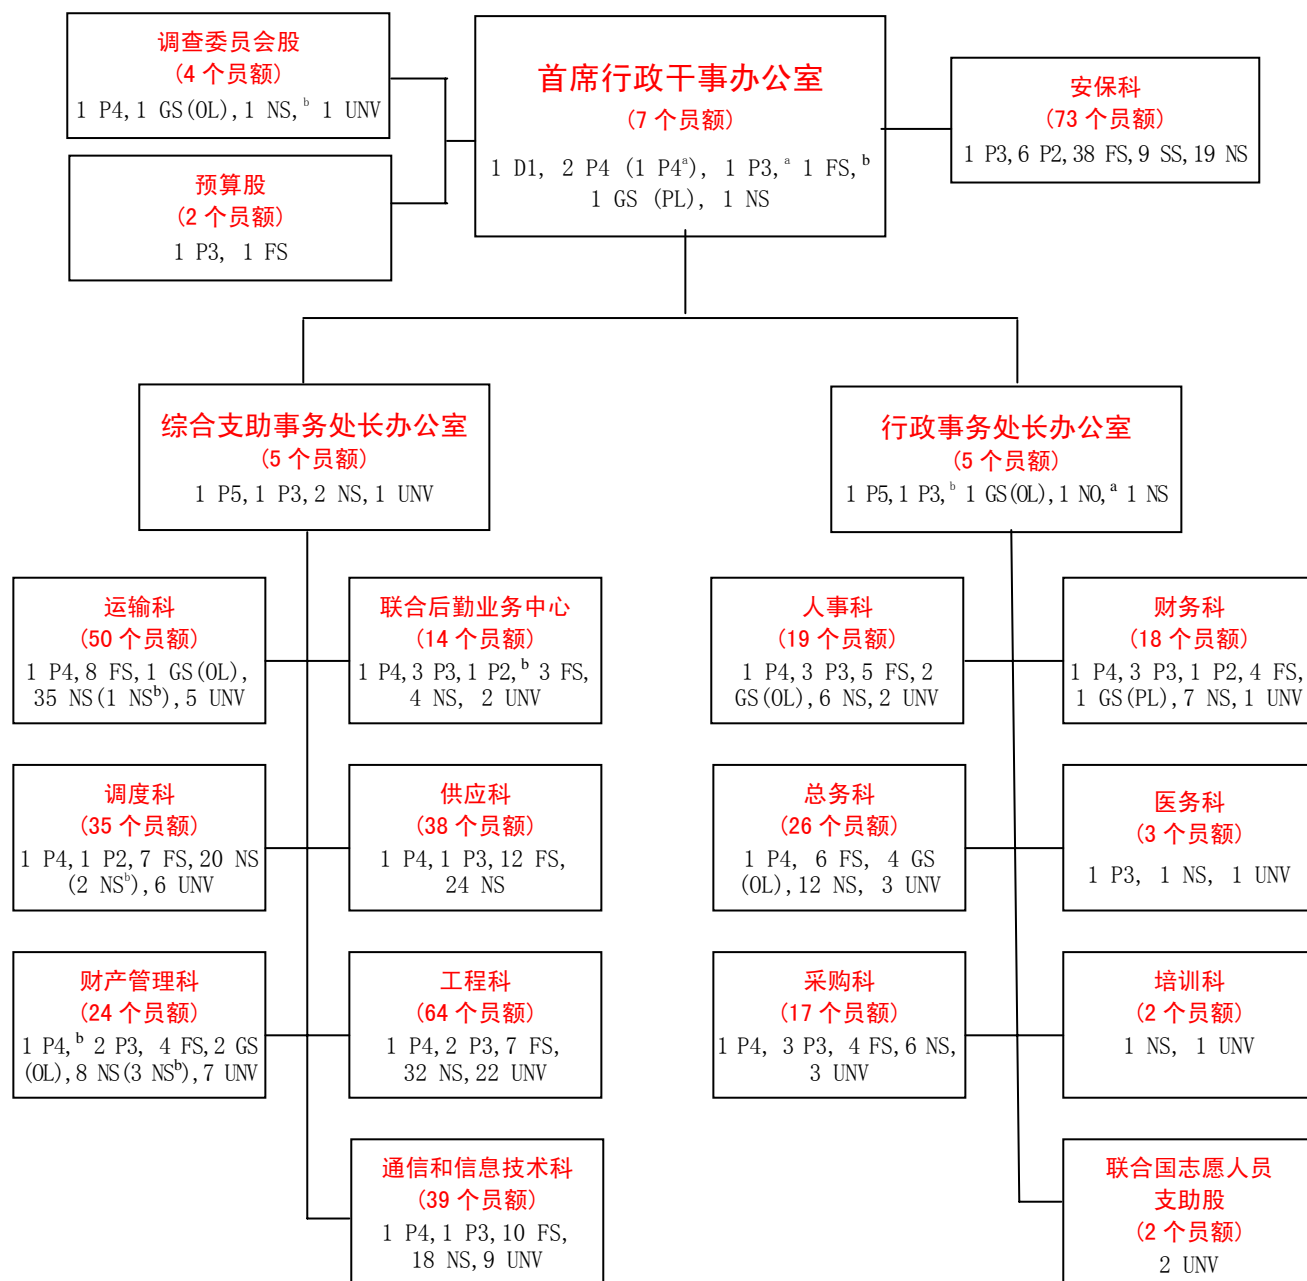 调查委员会股
(4 个员额)
1 P4,1 GS(OL),1 NS,ᵇ 1 UNV
预算股
(2 个员额)
1 P3, 1 FS
首席行政干事办公室
(7 个员额)
1 D1, 2 P4 (1 P4ᵃ), 1 P3,ᵃ 1 FS,ᵇ
1 GS (PL), 1 NS
安保科
(73 个员额)
1 P3,6 P2,38 FS,9 SS,19 NS
综合支助事务处长办公室
(5 个员额)
1 P5,1 P3,2 NS,1 UNV
行政事务处长办公室
(5 个员额)
1 P5,1 P3,ᵇ 1 GS(OL),1 NO,ᵃ 1 NS
运输科
(50 个员额)
1 P4,8 FS,1 GS(OL),
35 NS(1 NSᵇ),5 UNV
联合后勤业务中心
(14 个员额)
1 P4,3 P3,1 P2,ᵇ 3 FS,
4 NS, 2 UNV
人事科
(19 个员额)
1 P4,3 P3,5 FS,2
GS(OL),6 NS,2 UNV
财务科
(18 个员额)
1 P4,3 P3,1 P2,4 FS,
1 GS(PL),7 NS,1 UNV
调度科
(35 个员额)
1 P4,1 P2,7 FS,20 NS
(2 NSᵇ),6 UNV
供应科
(38 个员额)
1 P4,1 P3,12 FS,
24 NS
总务科
(26 个员额)
1 P4, 6 FS, 4 GS
(OL),12 NS, 3 UNV
医务科
(3 个员额)
1 P3, 1 NS, 1 UNV
财产管理科
(24 个员额)
1 P4,ᵇ 2 P3, 4 FS,2 GS
(OL),8 NS(3 NSᵇ),7 UNV
工程科
(64 个员额)
1 P4,2 P3,7 FS,
32 NS,22 UNV
采购科
(17 个员额)
1 P4, 3 P3, 4 FS,6 NS,
3 UNV
培训科
(2 个员额)
1 NS, 1 UNV
通信和信息技术科
(39 个员额)
1 P4,1 P3,10 FS,
18 NS,9 UNV
联合国志愿人员
支助股
(2 个员额)
2 UNV